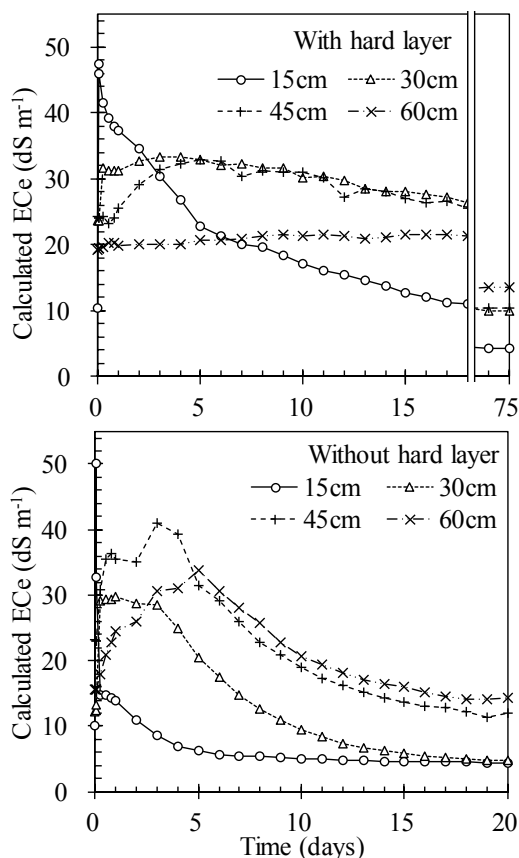 50
40
30
20
10
0
Calculated ECe (dS m⁻¹)
With hard layer
15cm
30cm
45cm
60cm
0
5
10
15
75
50
40
30
20
10
0
Calculated ECe (dS m⁻¹)
Without hard layer
15cm
30cm
45cm
60cm
0
5
10
15
20
Time (days)